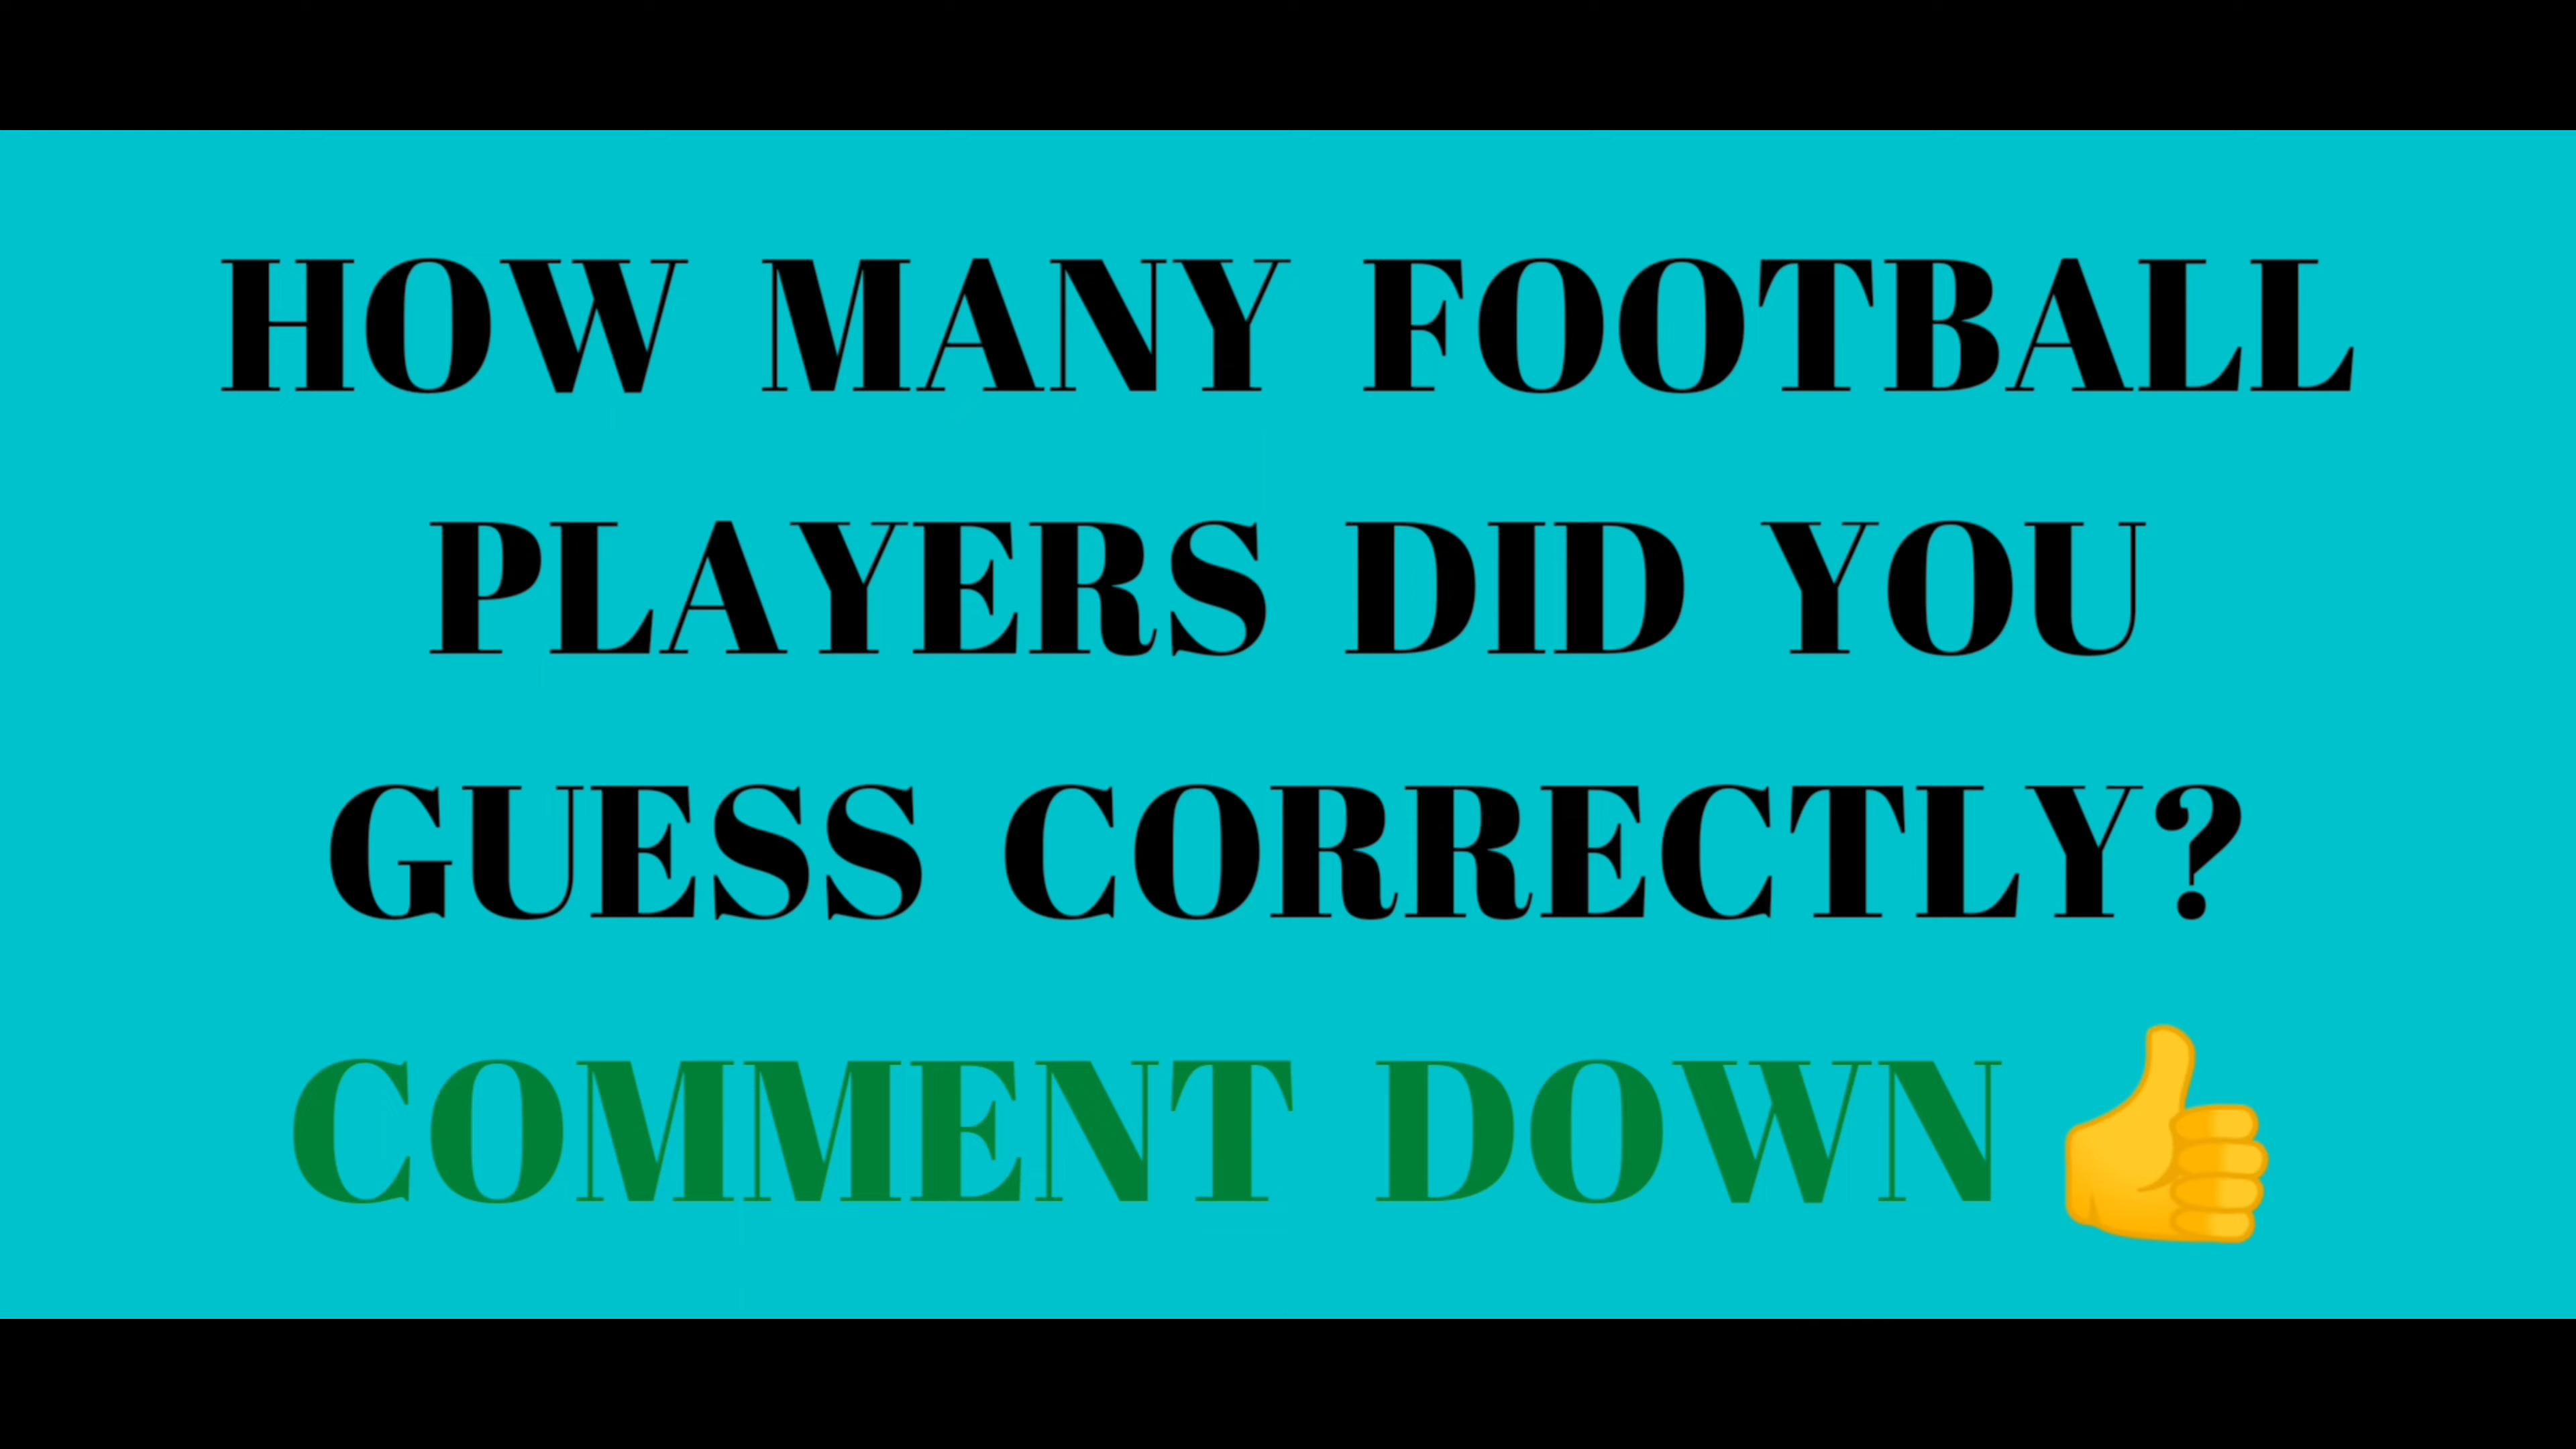 HOW MANY FOOTBALL
PLAYERS DID YOU
GUESS CORRECTLY?
COMMENT DOWN 👍